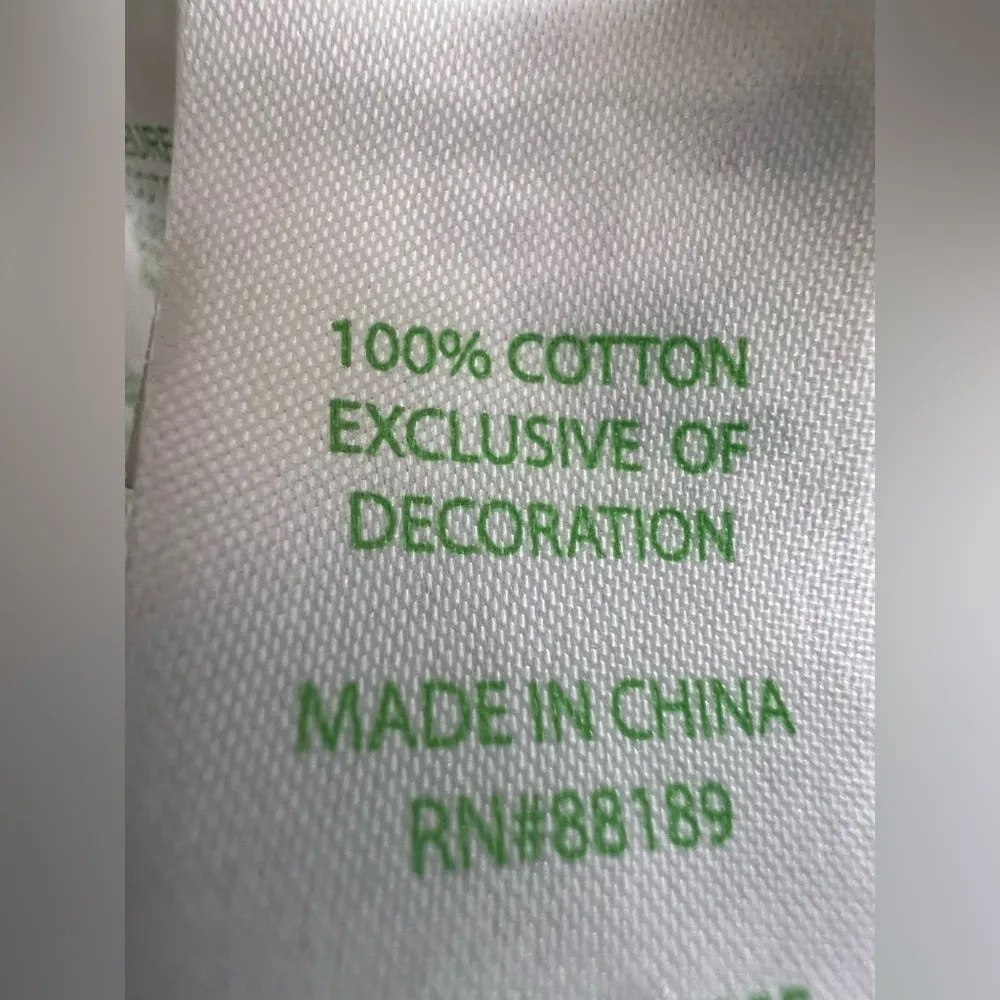 100% COTTON
EXCLUSIVE OF
DECORATION
MADE IN CHINA
RN#88189